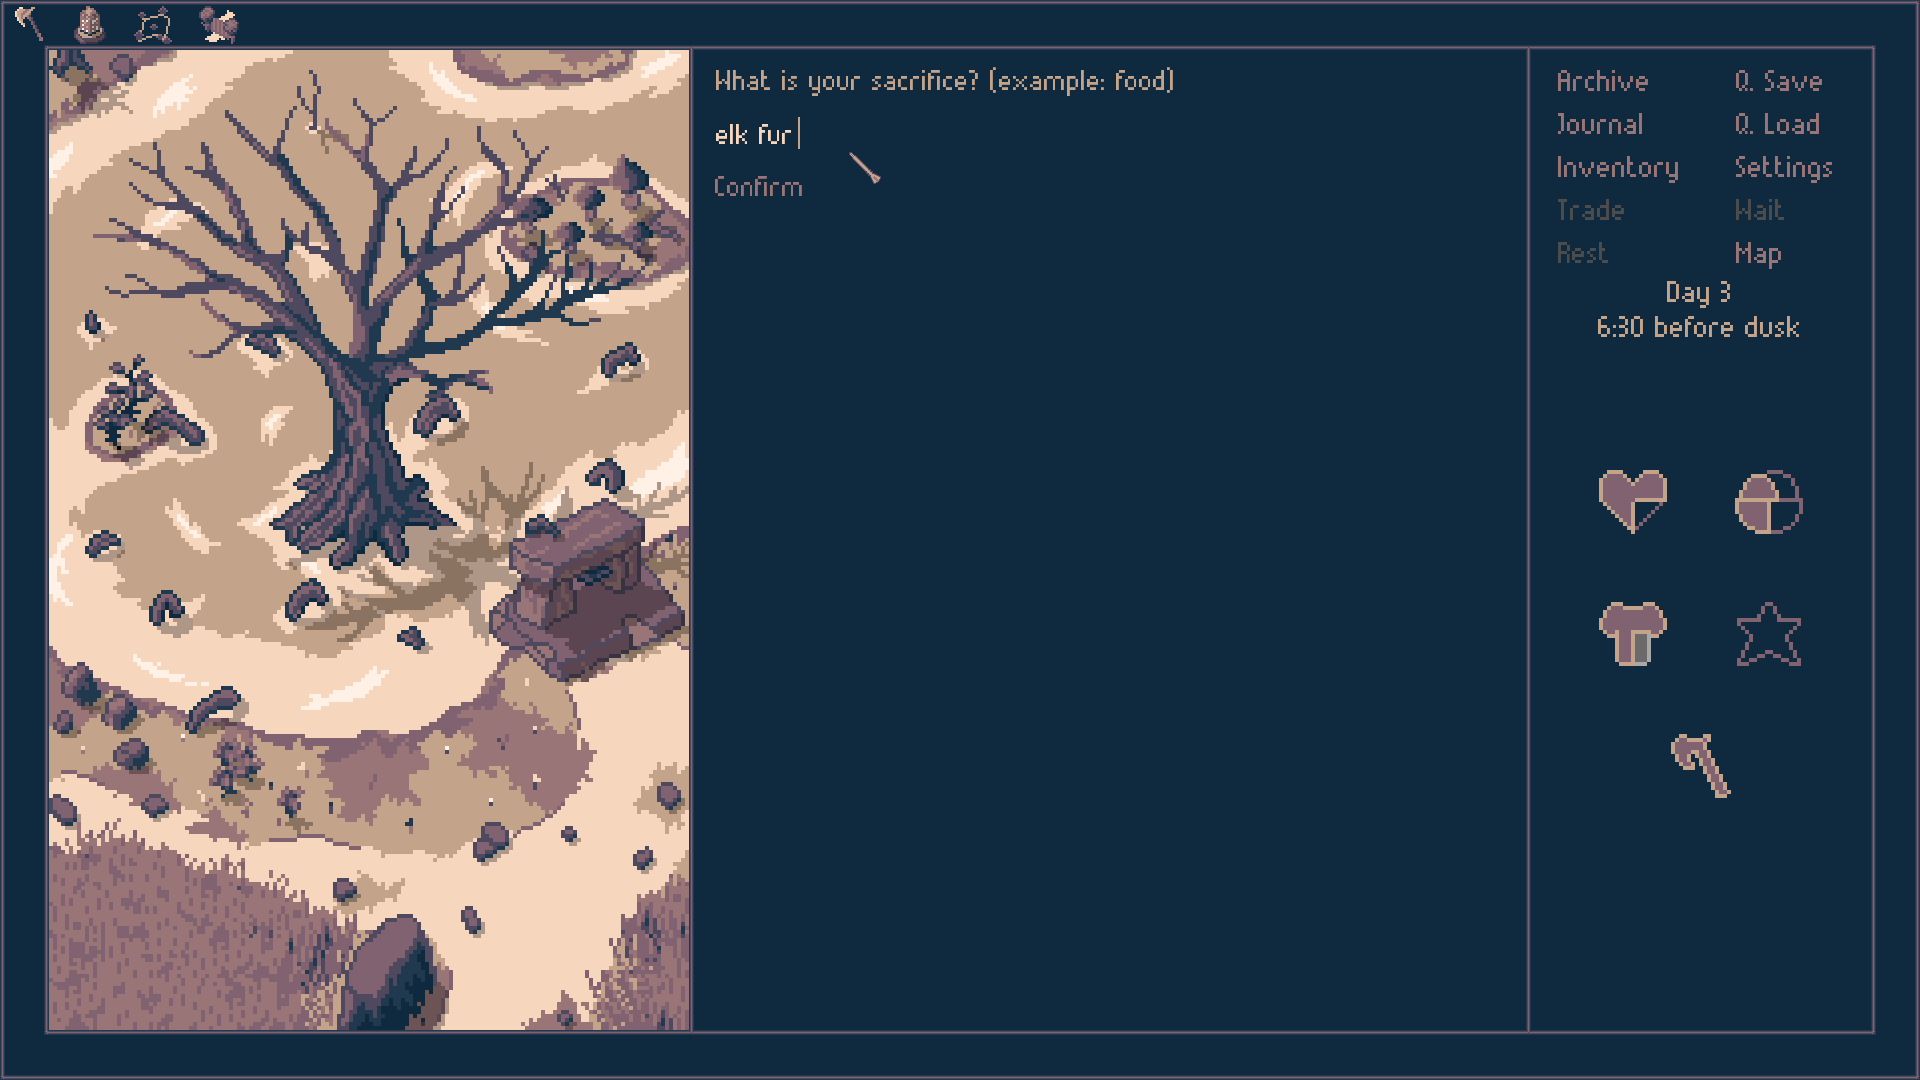 What is your sacrifice? (example: food)
elk fur
Confirm
Archive
Q. Save
Journal
Q. Load
Inventory
Settings
Trade
Wait
Rest
Map
Day 3
6:30 before dusk